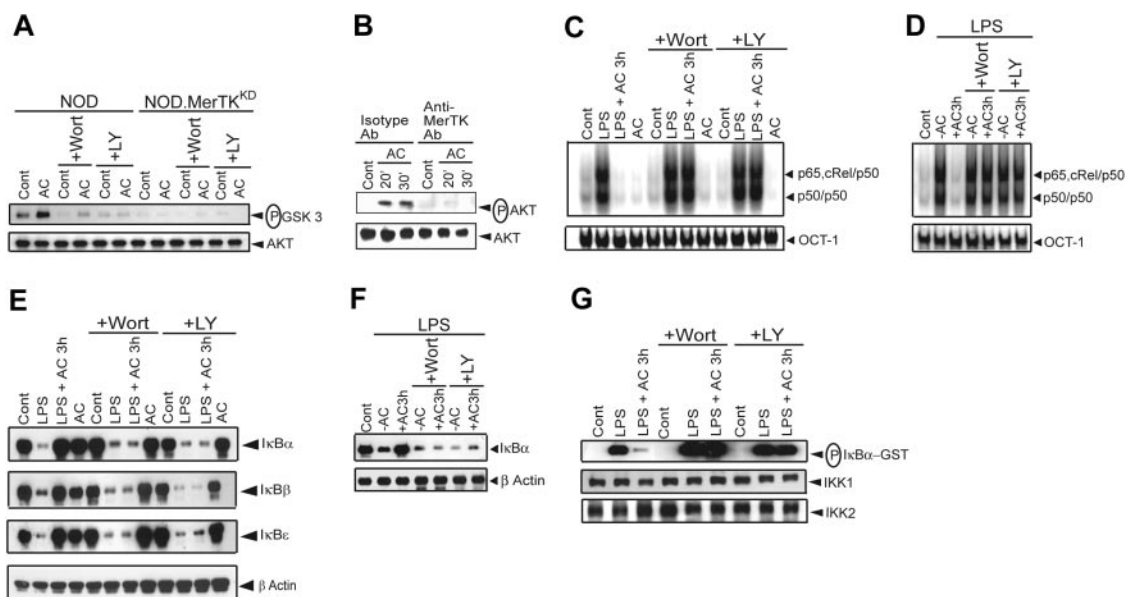 A
NOD NOD.MerTKKD
+Wort +LY +Wort +LY
Cont AC Cont AC Cont AC Cont AC Cont AC Cont AC
P GSK 3
AKT
B
Isotype Ab Anti-MerTK Ab
AC AC
Cont 20' 30' Cont 20' 30'
P AKT
AKT
C
+Wort +LY
Cont LPS LPS + AC 3h AC Cont LPS LPS + AC 3h AC Cont LPS LPS + AC 3h AC
p65,cRel/p50
p50/p50
OCT-1
D
LPS
+Wort +LY
Cont -AC +AC3h -AC +AC3h -AC +AC3h
p65,cRel/p50
p50/p50
OCT-1
E
+Wort +LY
Cont LPS LPS + AC 3h AC Cont LPS LPS + AC 3h AC Cont LPS LPS + AC 3h AC
IκBα
IκBβ
IκBε
β Actin
F
LPS
+Wort +LY
Cont -AC +AC3h -AC +AC3h -AC +AC3h
IκBα
β Actin
G
+Wort +LY
Cont LPS LPS + AC 3h Cont LPS LPS + AC 3h Cont LPS LPS + AC 3h
P IκBα–GST
IKK1
IKK2